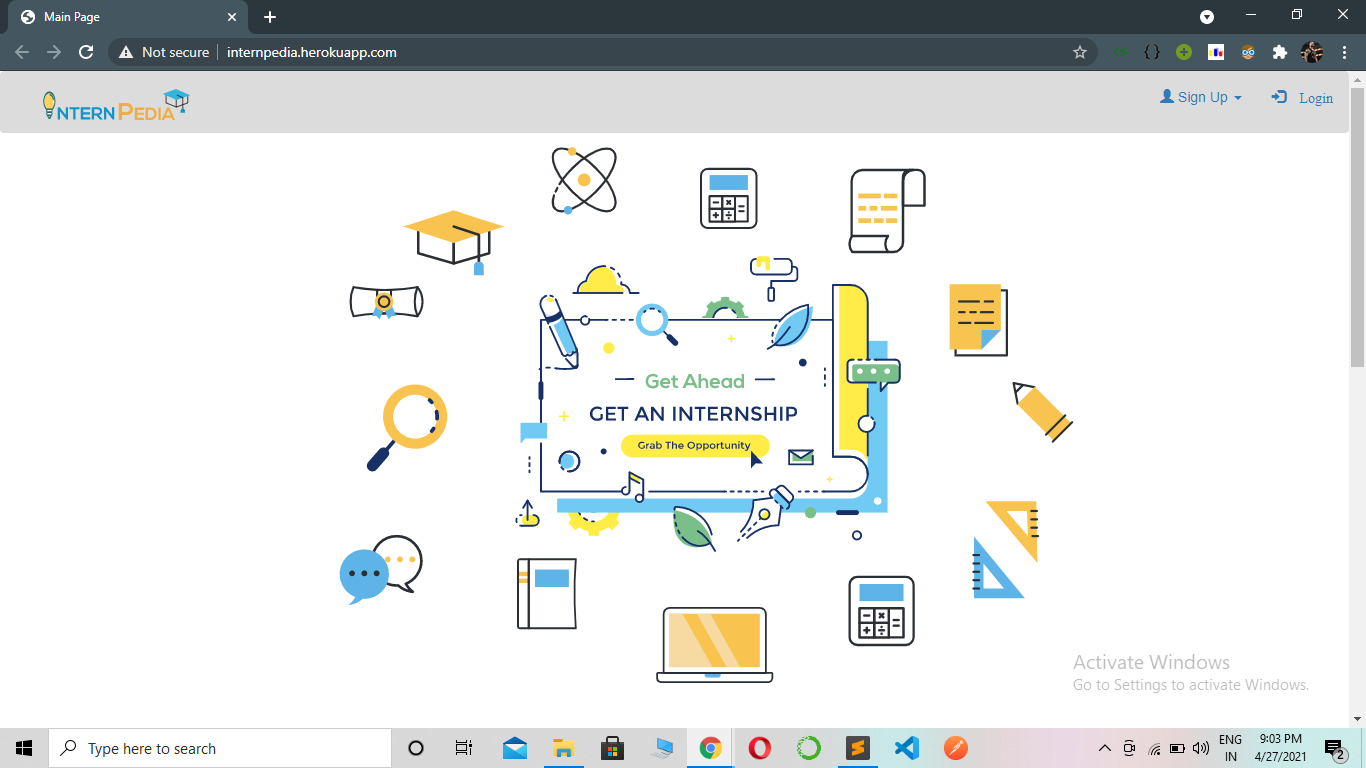 Main Page
Not secure
internpedia.herokuapp.com
INTERNPEDIA
Sign Up
Login
Get Ahead
GET AN INTERNSHIP
Grab The Opportunity
Activate Windows
Go to Settings to activate Windows.
Type here to search
ENG
IN
9:03 PM
4/27/2021
2